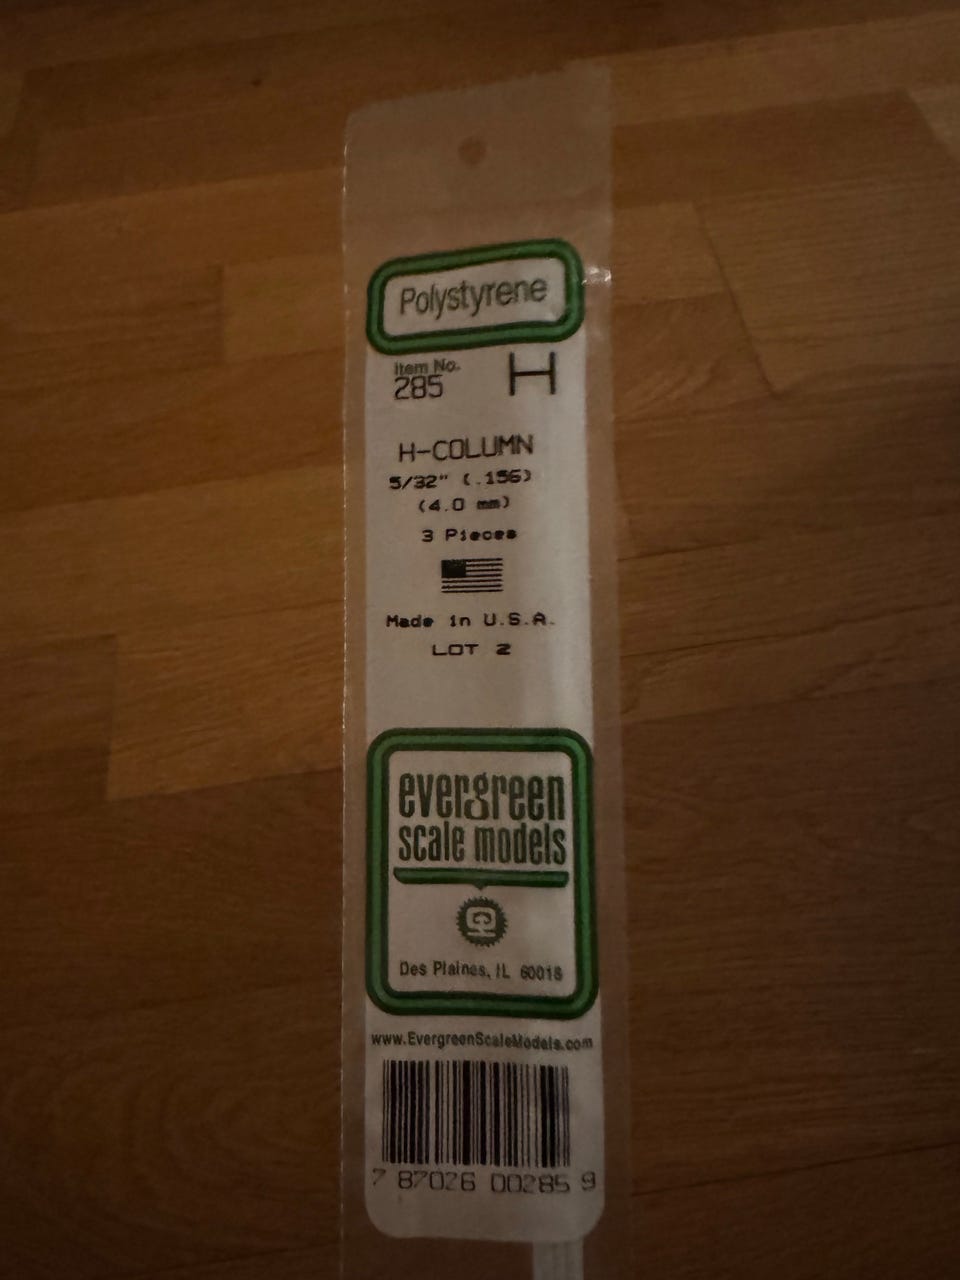 Polystyrene
Item No.
285 H
H-COLUMN
5/32" (.156)
(4.0 mm)
3 Pieces
Made in U.S.A.
LOT 2
evergreen
scale models
Des Plaines, IL 60018
www.EvergreenScaleModels.com
7 87026 00285 9